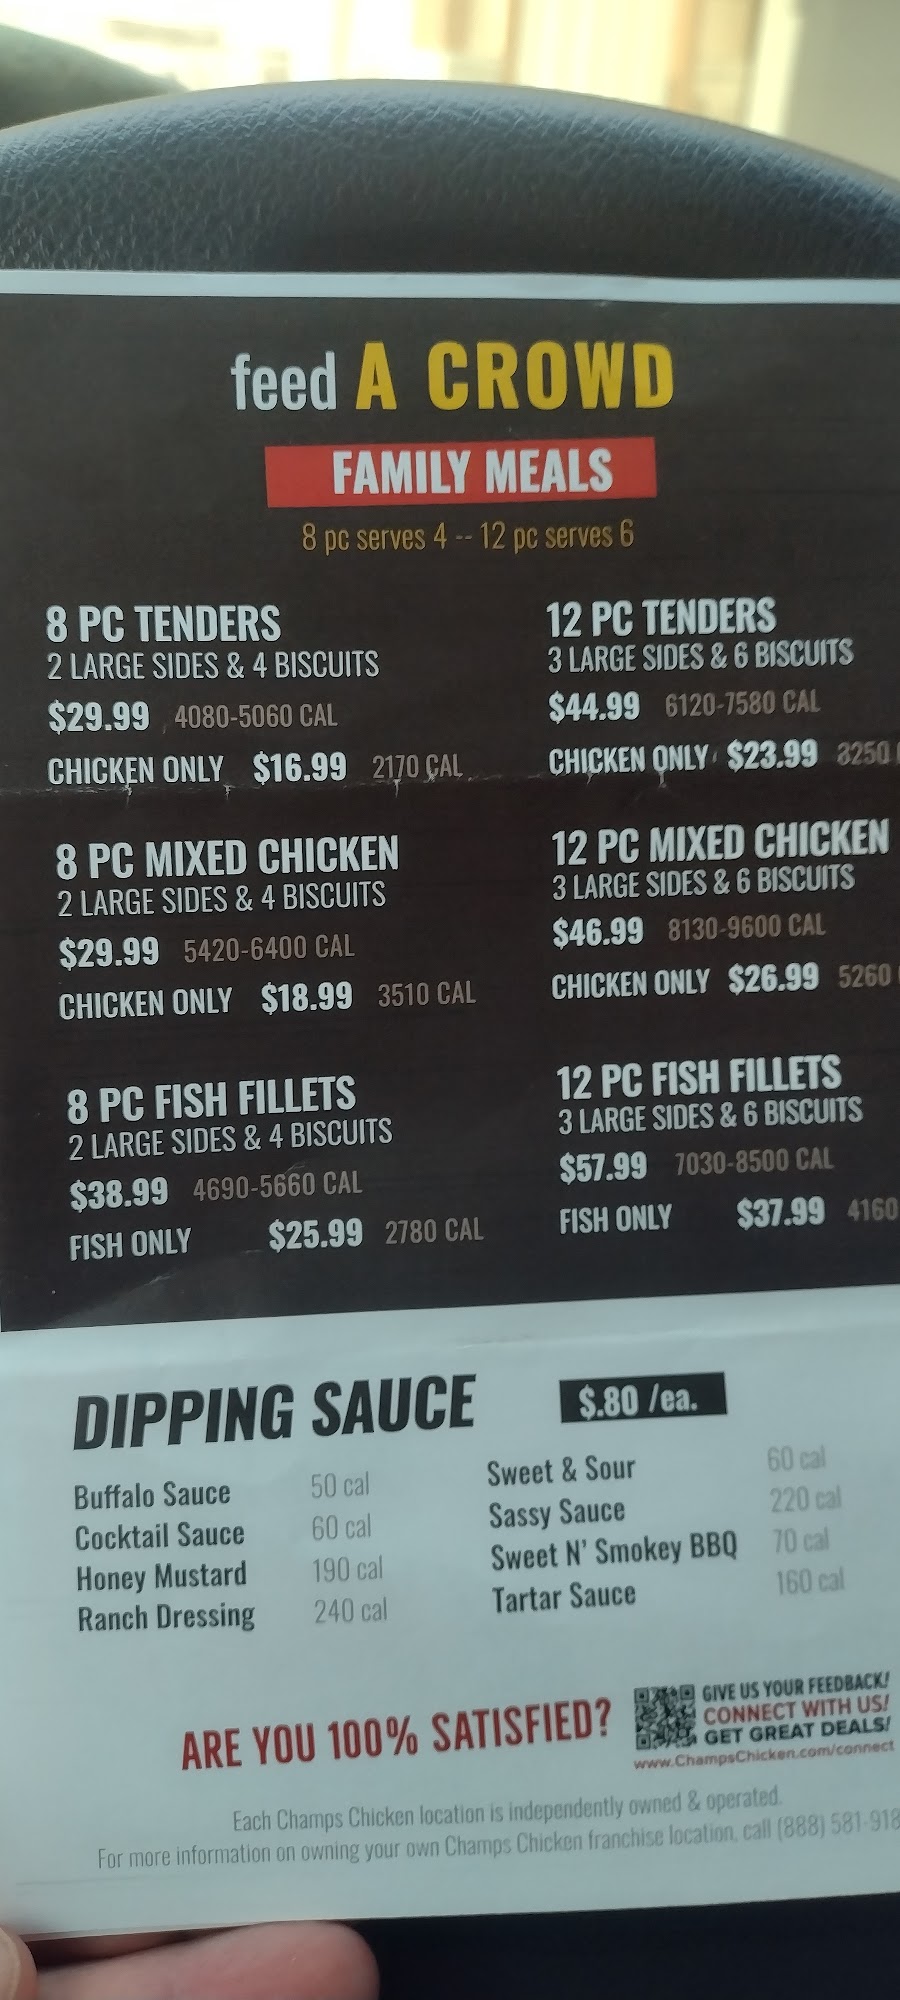 feed A CROWD
FAMILY MEALS
8 pc serves 4 -- 12 pc serves 6
8 PC TENDERS
2 LARGE SIDES & 4 BISCUITS
$29.99 4080-5060 CAL
CHICKEN ONLY $16.99 2170 CAL
12 PC TENDERS
3 LARGE SIDES & 6 BISCUITS
$44.99 6120-7580 CAL
CHICKEN ONLY $23.99 3250
8 PC MIXED CHICKEN
2 LARGE SIDES & 4 BISCUITS
$29.99 5420-6400 CAL
CHICKEN ONLY $18.99 3510 CAL
12 PC MIXED CHICKEN
3 LARGE SIDES & 6 BISCUITS
$46.99 8130-9600 CAL
CHICKEN ONLY $26.99 5260
8 PC FISH FILLETS
2 LARGE SIDES & 4 BISCUITS
$38.99 4690-5660 CAL
FISH ONLY $25.99 2780 CAL
12 PC FISH FILLETS
3 LARGE SIDES & 6 BISCUITS
$57.99 7030-8500 CAL
FISH ONLY $37.99 4160
DIPPING SAUCE $.80 /ea.
Buffalo Sauce 50 cal
Cocktail Sauce 60 cal
Honey Mustard 190 cal
Ranch Dressing 240 cal
Sweet & Sour 60 cal
Sassy Sauce 220 cal
Sweet N' Smokey BBQ 70 cal
Tartar Sauce 160 cal
ARE YOU 100% SATISFIED?
GIVE US YOUR FEEDBACK!
CONNECT WITH US!
GET GREAT DEALS!
www.ChampsChicken.com/connect
Each Champs Chicken location is independently owned & operated.
For more information on owning your own Champs Chicken franchise location, call (888) 581-918